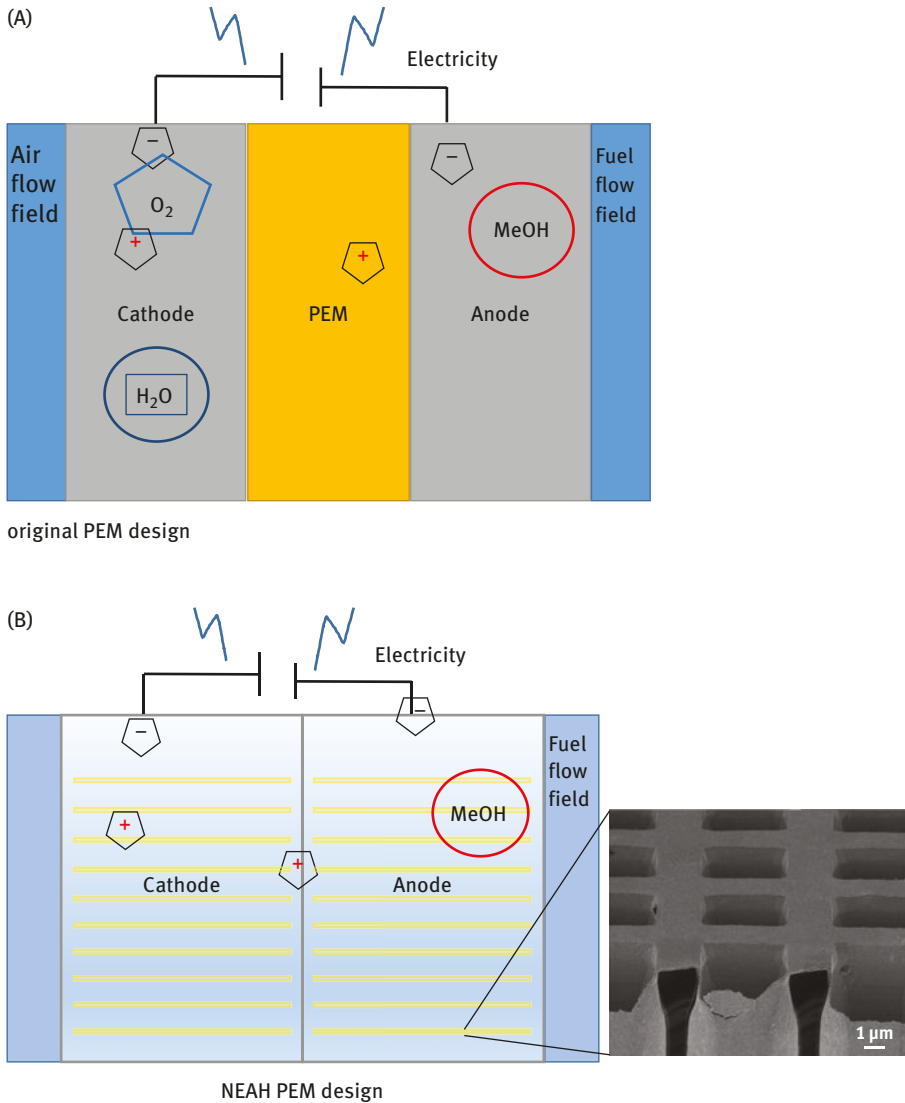 (A)
Electricity
Air
flow
field
−
O₂
+
Cathode
H₂O
+
PEM
−
MeOH
Anode
Fuel
flow
field
original PEM design
(B)
Electricity
−
+
Cathode
+
−
MeOH
Anode
Fuel
flow
field
1 µm
NEAH PEM design